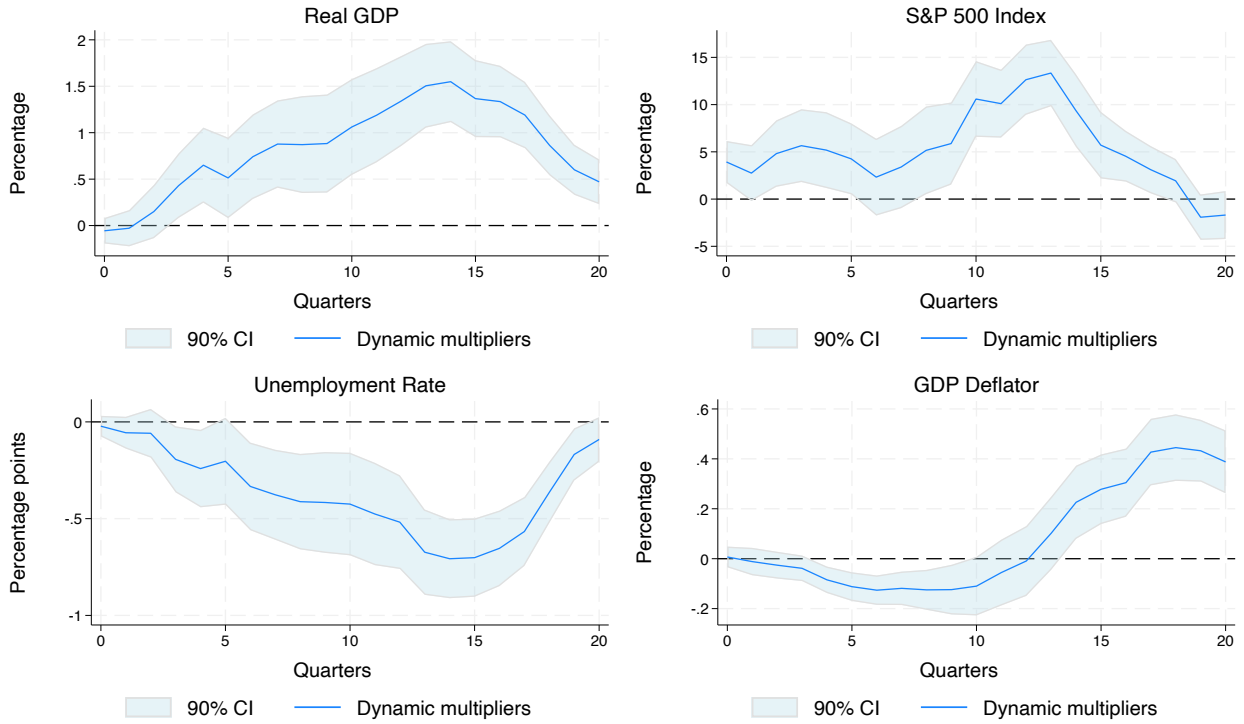 Real GDP
Percentage
2
1.5
1
.5
0
0 5 10 15 20
Quarters
90% CI Dynamic multipliers
S&P 500 Index
Percentage
15
10
5
0
-5
0 5 10 15 20
Quarters
90% CI Dynamic multipliers
Unemployment Rate
Percentage points
0
-.5
-1
0 5 10 15 20
Quarters
90% CI Dynamic multipliers
GDP Deflator
Percentage
.6
.4
.2
0
-.2
0 5 10 15 20
Quarters
90% CI Dynamic multipliers